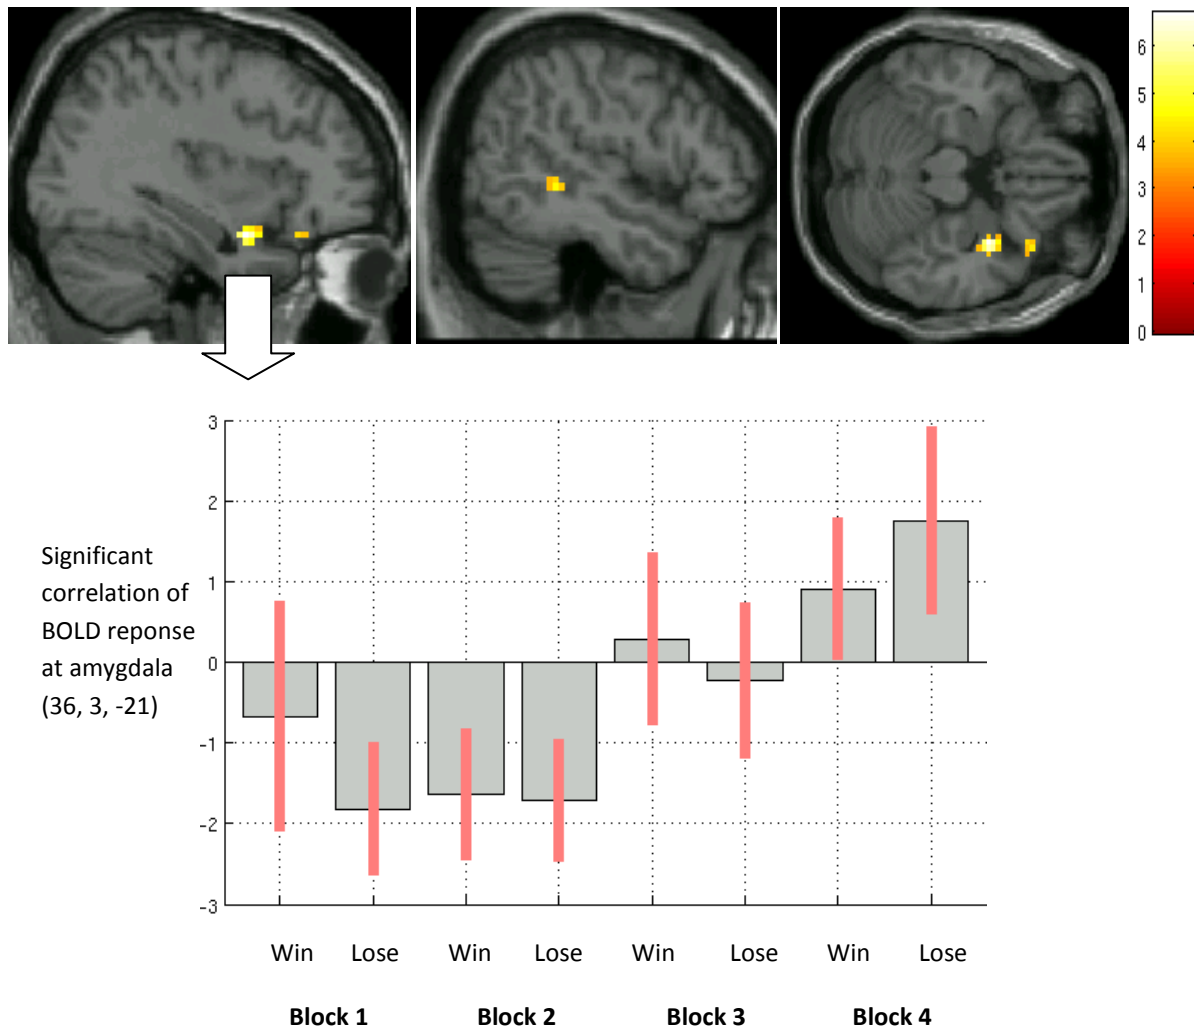 6
5
4
3
2
1
0
3
2
1
0
-1
-2
-3
Significant
correlation of
BOLD reponse
at amygdala
(36, 3, -21)
Win Lose Win Lose Win Lose Win Lose
Block 1 Block 2 Block 3 Block 4